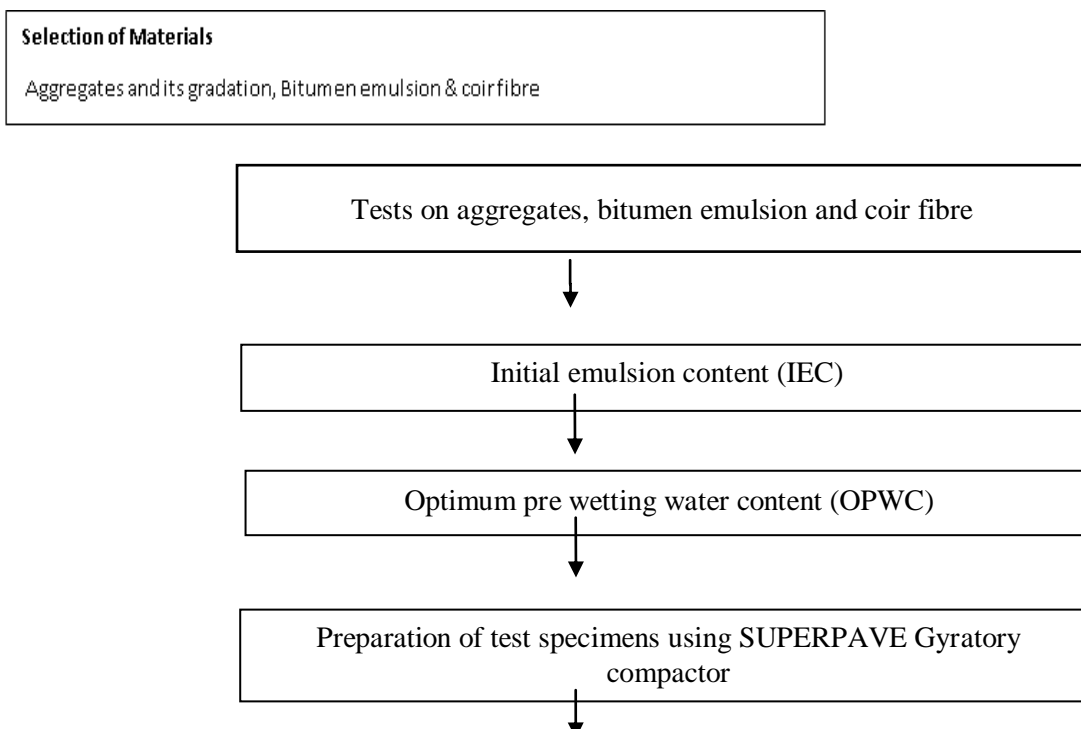 Selection of Materials
Aggregates and its gradation, Bitumen emulsion & coir fibre
Tests on aggregates, bitumen emulsion and coir fibre
Initial emulsion content (IEC)
Optimum pre wetting water content (OPWC)
Preparation of test specimens using SUPERPAVE Gyratory
compactor